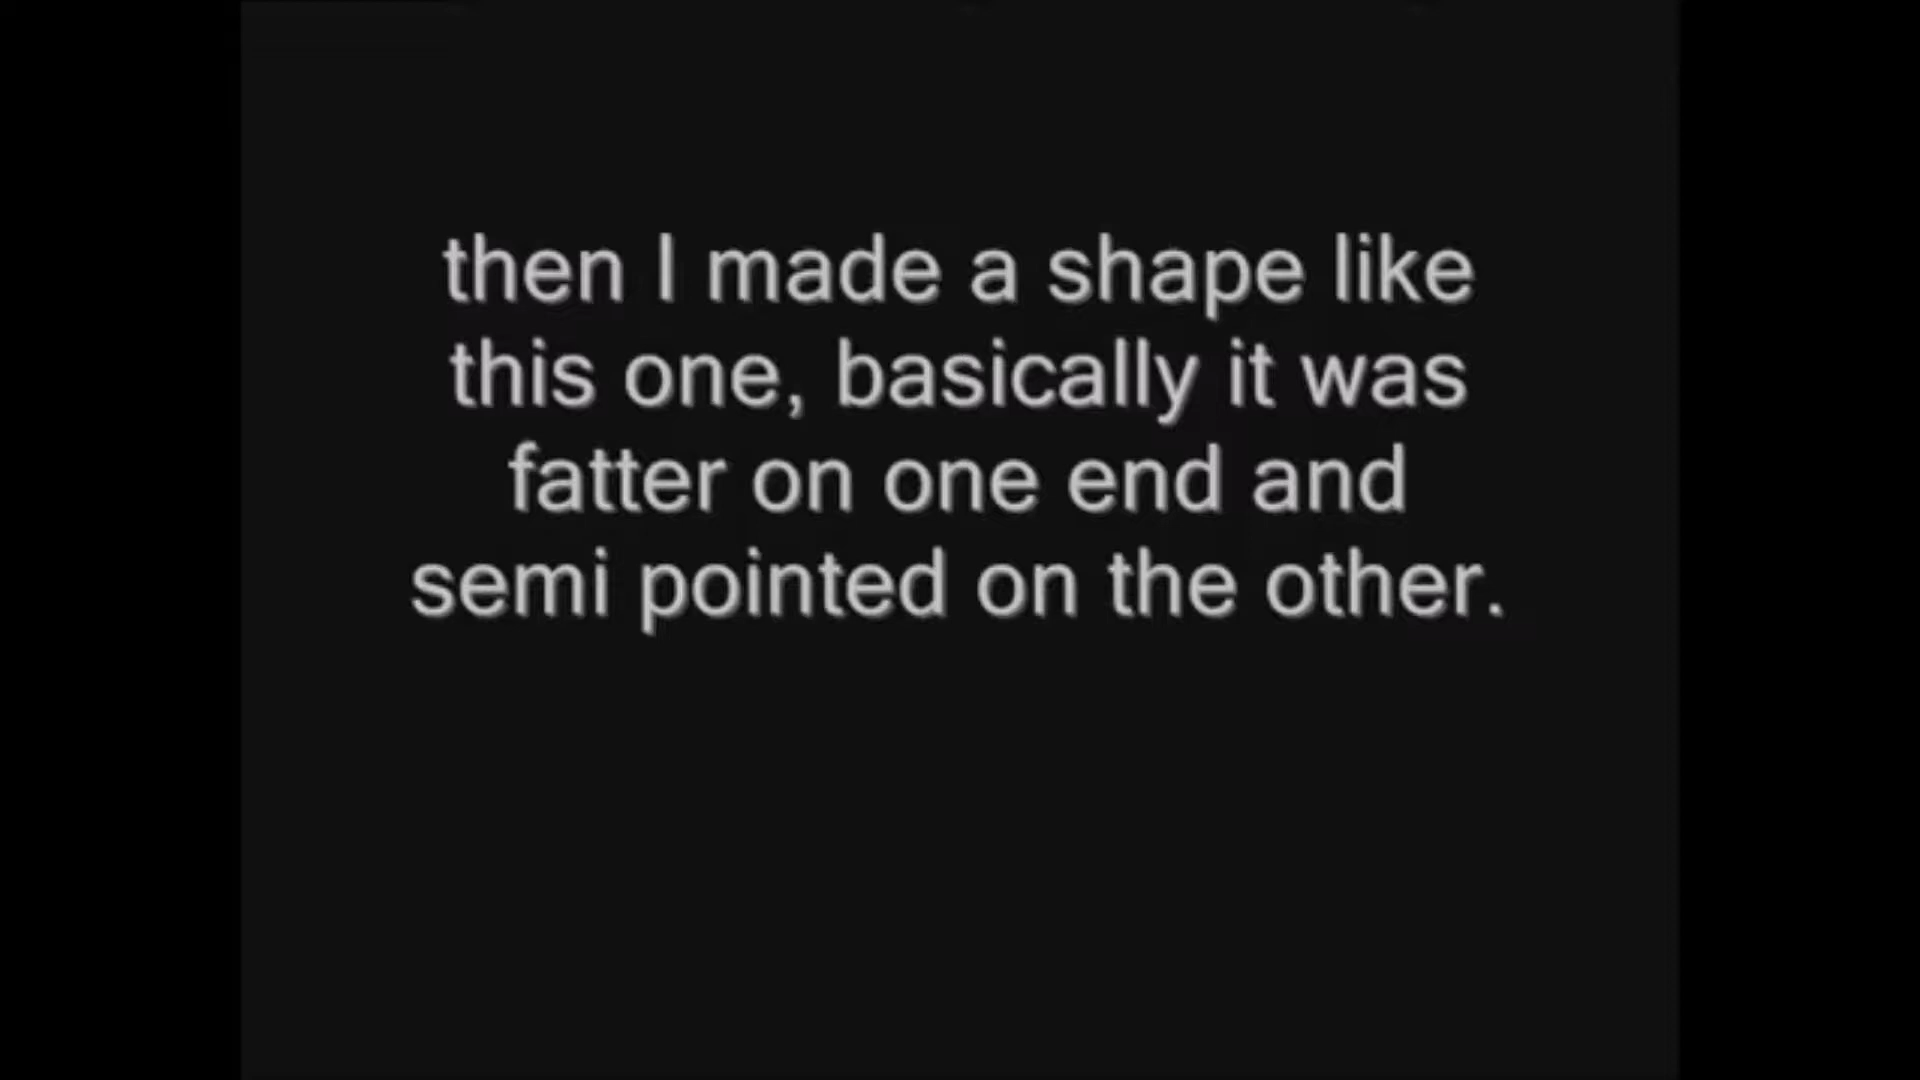 then I made a shape like
this one, basically it was
fatter on one end and
semi pointed on the other.